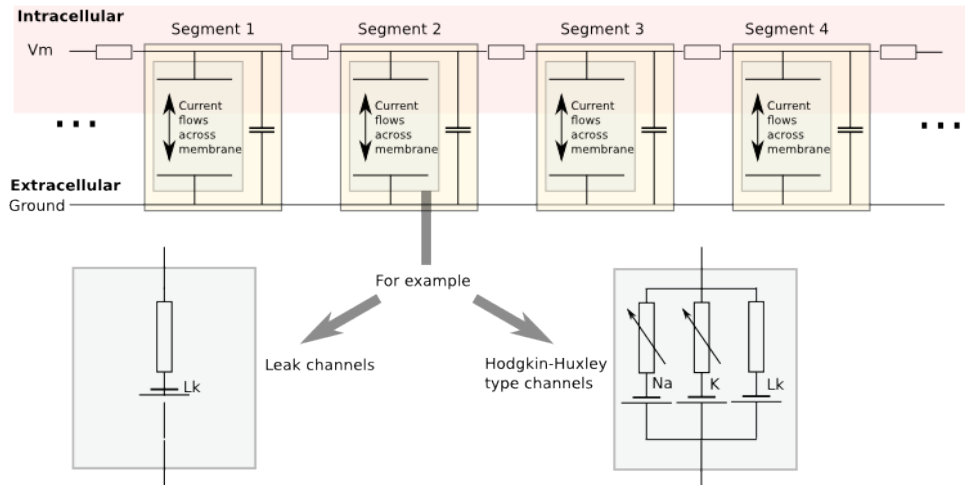 Intracellular
Segment 1
Segment 2
Segment 3
Segment 4
Vm
Current
flows
across
membrane
Current
flows
across
membrane
Current
flows
across
membrane
Current
flows
across
membrane
...
...
Extracellular
Ground
For example
Leak channels
Hodgkin-Huxley
type channels
Lk
Na
K
Lk